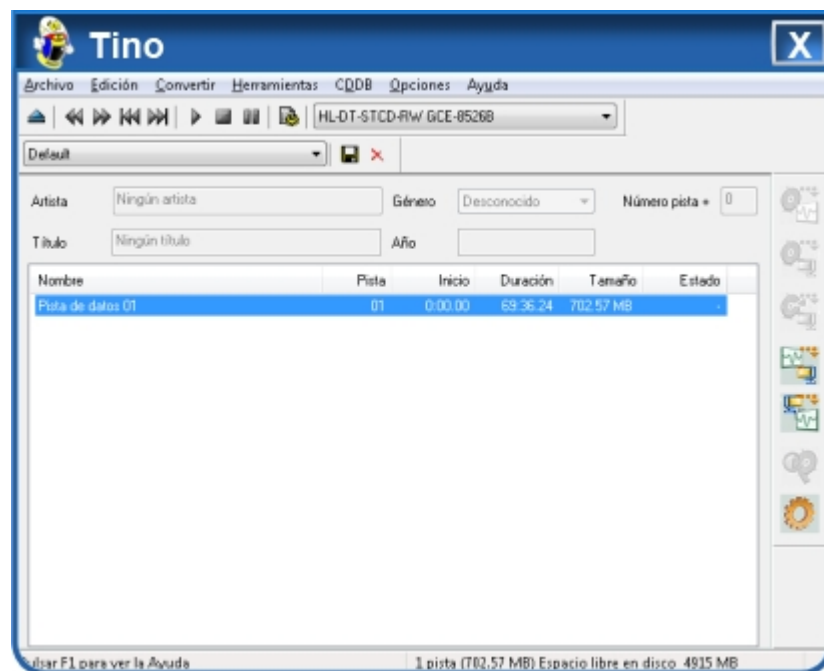 Tino X
Archivo Edición Convertir Herramientas CDDB Opciones Ayuda
HL-DT-STCD-RW GCE-8526B
Default
Artista Ningún artista Género Desconocido Número pista + 0
Título Ningún título Año
Nombre Pista Inicio Duración Tamaño Estado
Pista de datos 01 01 0:00.00 69:36.24 702.57 MB -
ulsar F1 para ver la Ayuda 1 pista (702.57 MB) Espacio libre en disco 4915 MB